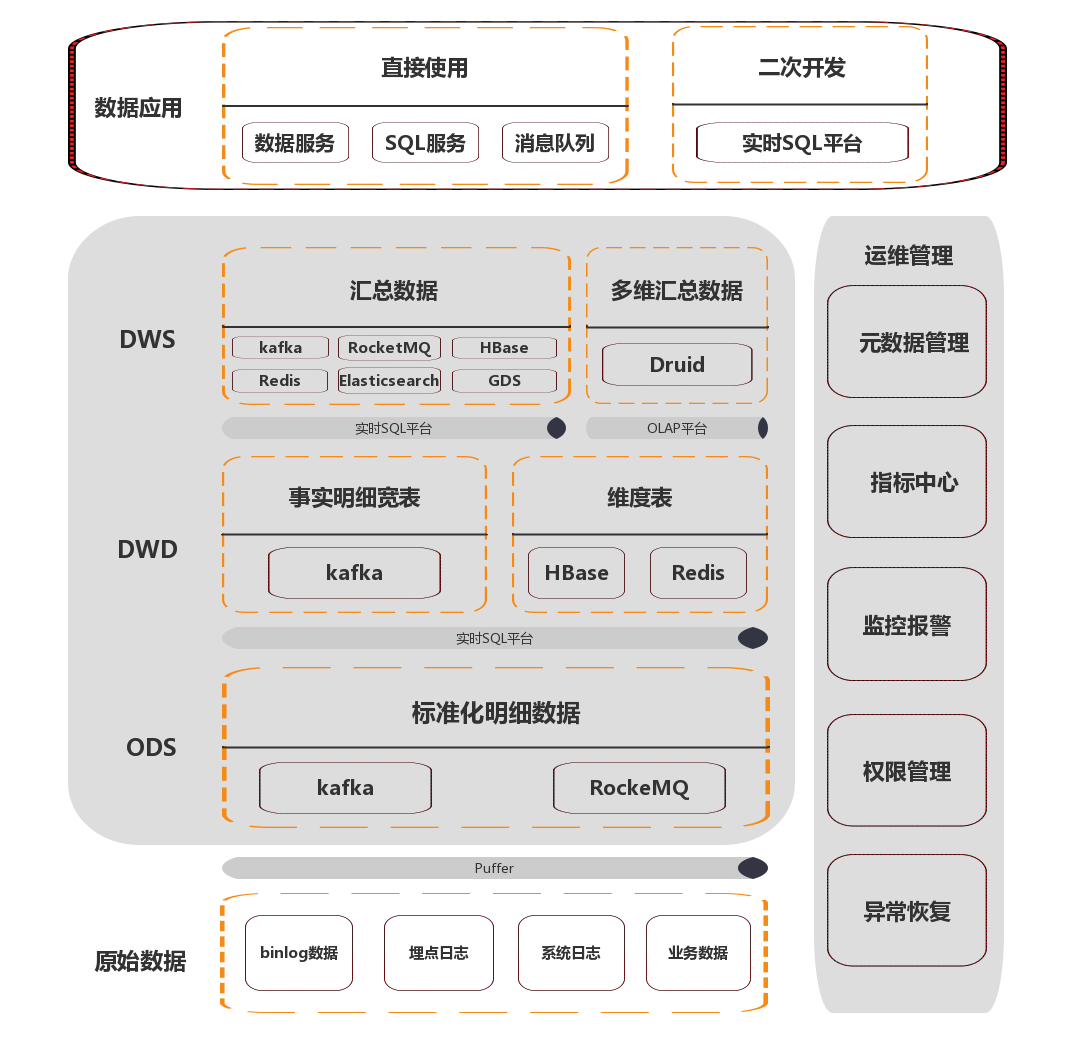 数据应用
直接使用
数据服务
SQL服务
消息队列
二次开发
实时SQL平台
DWS
汇总数据
kafka
RocketMQ
HBase
Redis
Elasticsearch
GDS
多维汇总数据
Druid
实时SQL平台
OLAP平台
DWD
事实明细宽表
kafka
维度表
HBase
Redis
实时SQL平台
ODS
标准化明细数据
kafka
RockeMQ
Puffer
原始数据
binlog数据
埋点日志
系统日志
业务数据
运维管理
元数据管理
指标中心
监控报警
权限管理
异常恢复